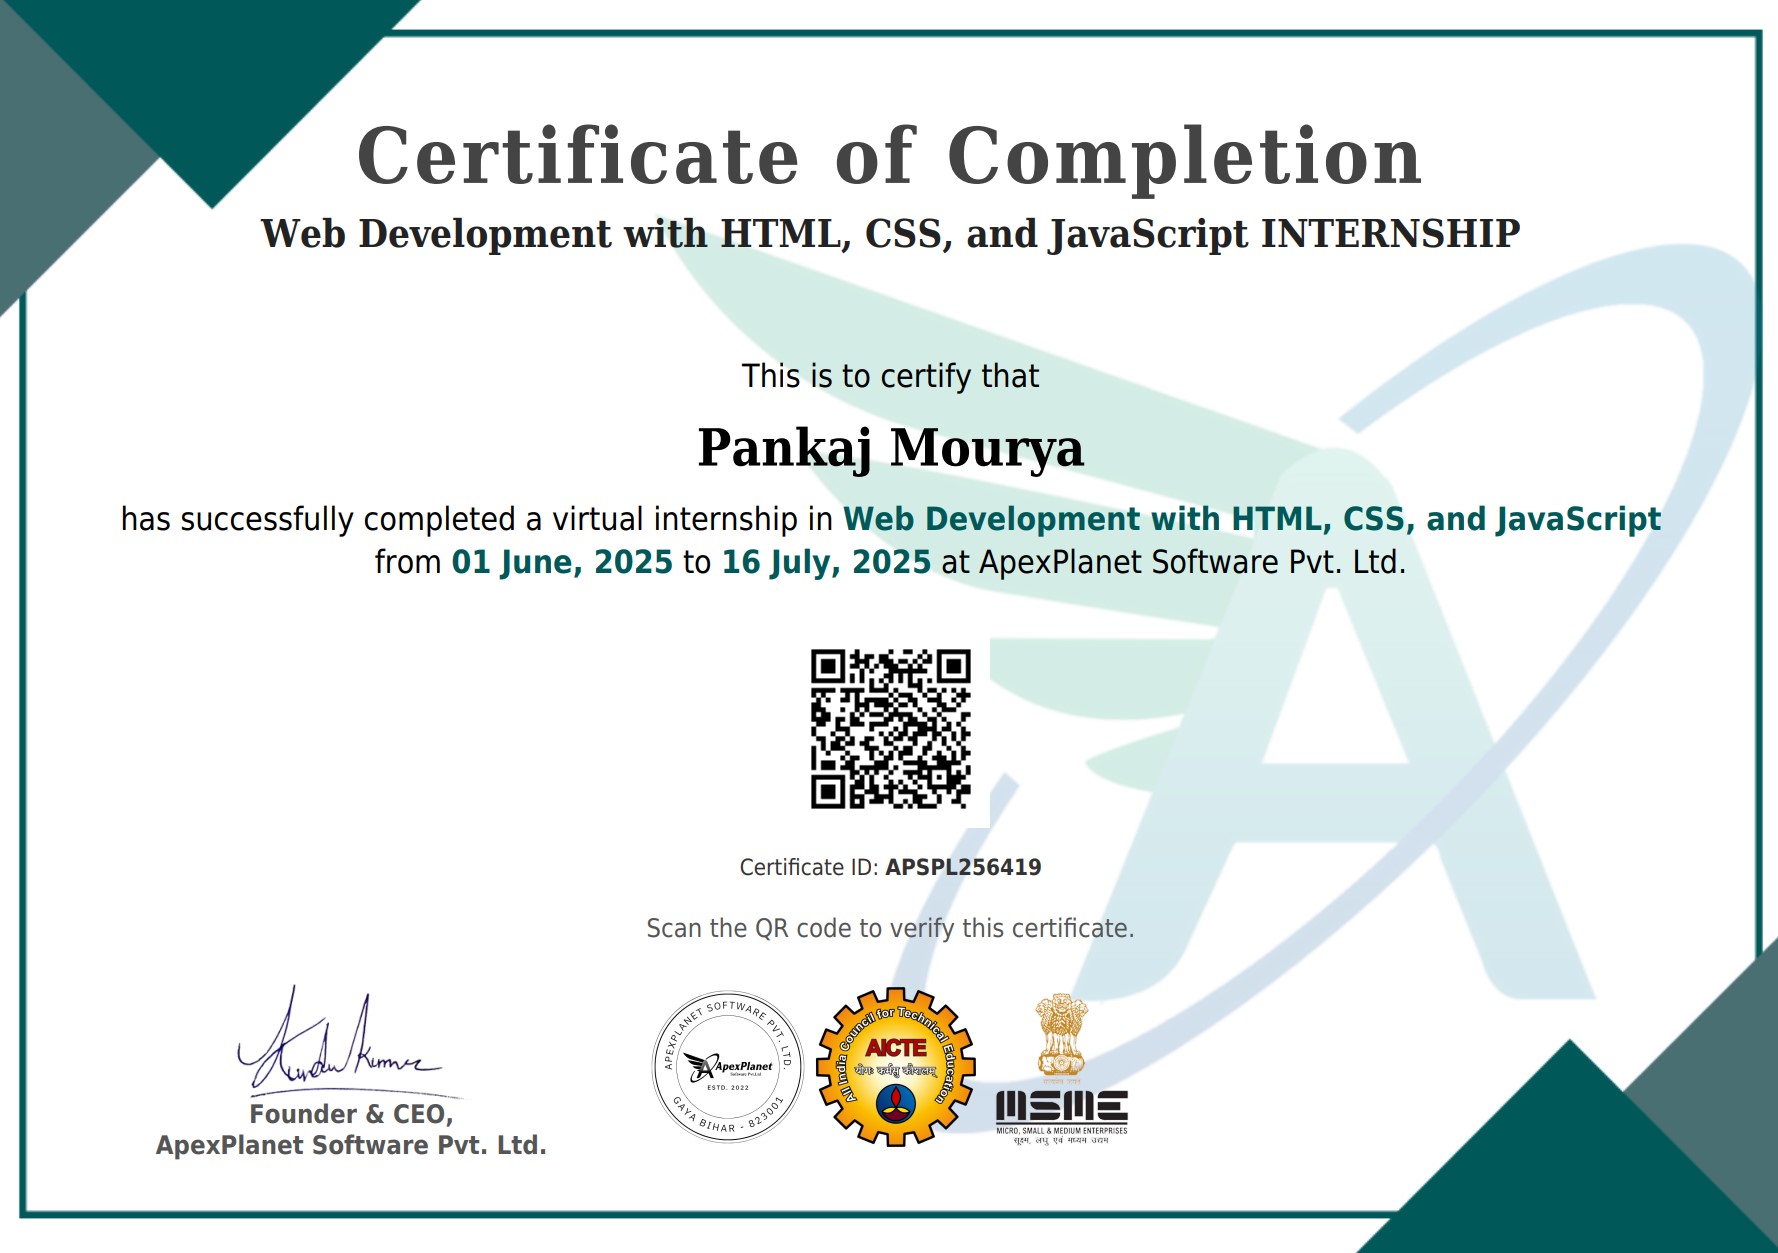 Certificate of Completion
Web Development with HTML, CSS, and JavaScript INTERNSHIP
This is to certify that
Pankaj Mourya
has successfully completed a virtual internship in Web Development with HTML, CSS, and JavaScript
from 01 June, 2025 to 16 July, 2025 at ApexPlanet Software Pvt. Ltd.
Certificate ID: APSPL256419
Scan the QR code to verify this certificate.
Founder & CEO,
ApexPlanet Software Pvt. Ltd.
APEXPLANET SOFTWARE PVT. LTD.
ApexPlanet
Software Pvt.Ltd
ESTD. 2022
GAYA BIHAR - 823001
All India Council for Technical Education
AICTE
योगः कर्मसु कौशलम्
MSME
MICRO, SMALL & MEDIUM ENTERPRISES
सूक्ष्म, लघु एवं मध्यम उद्यम